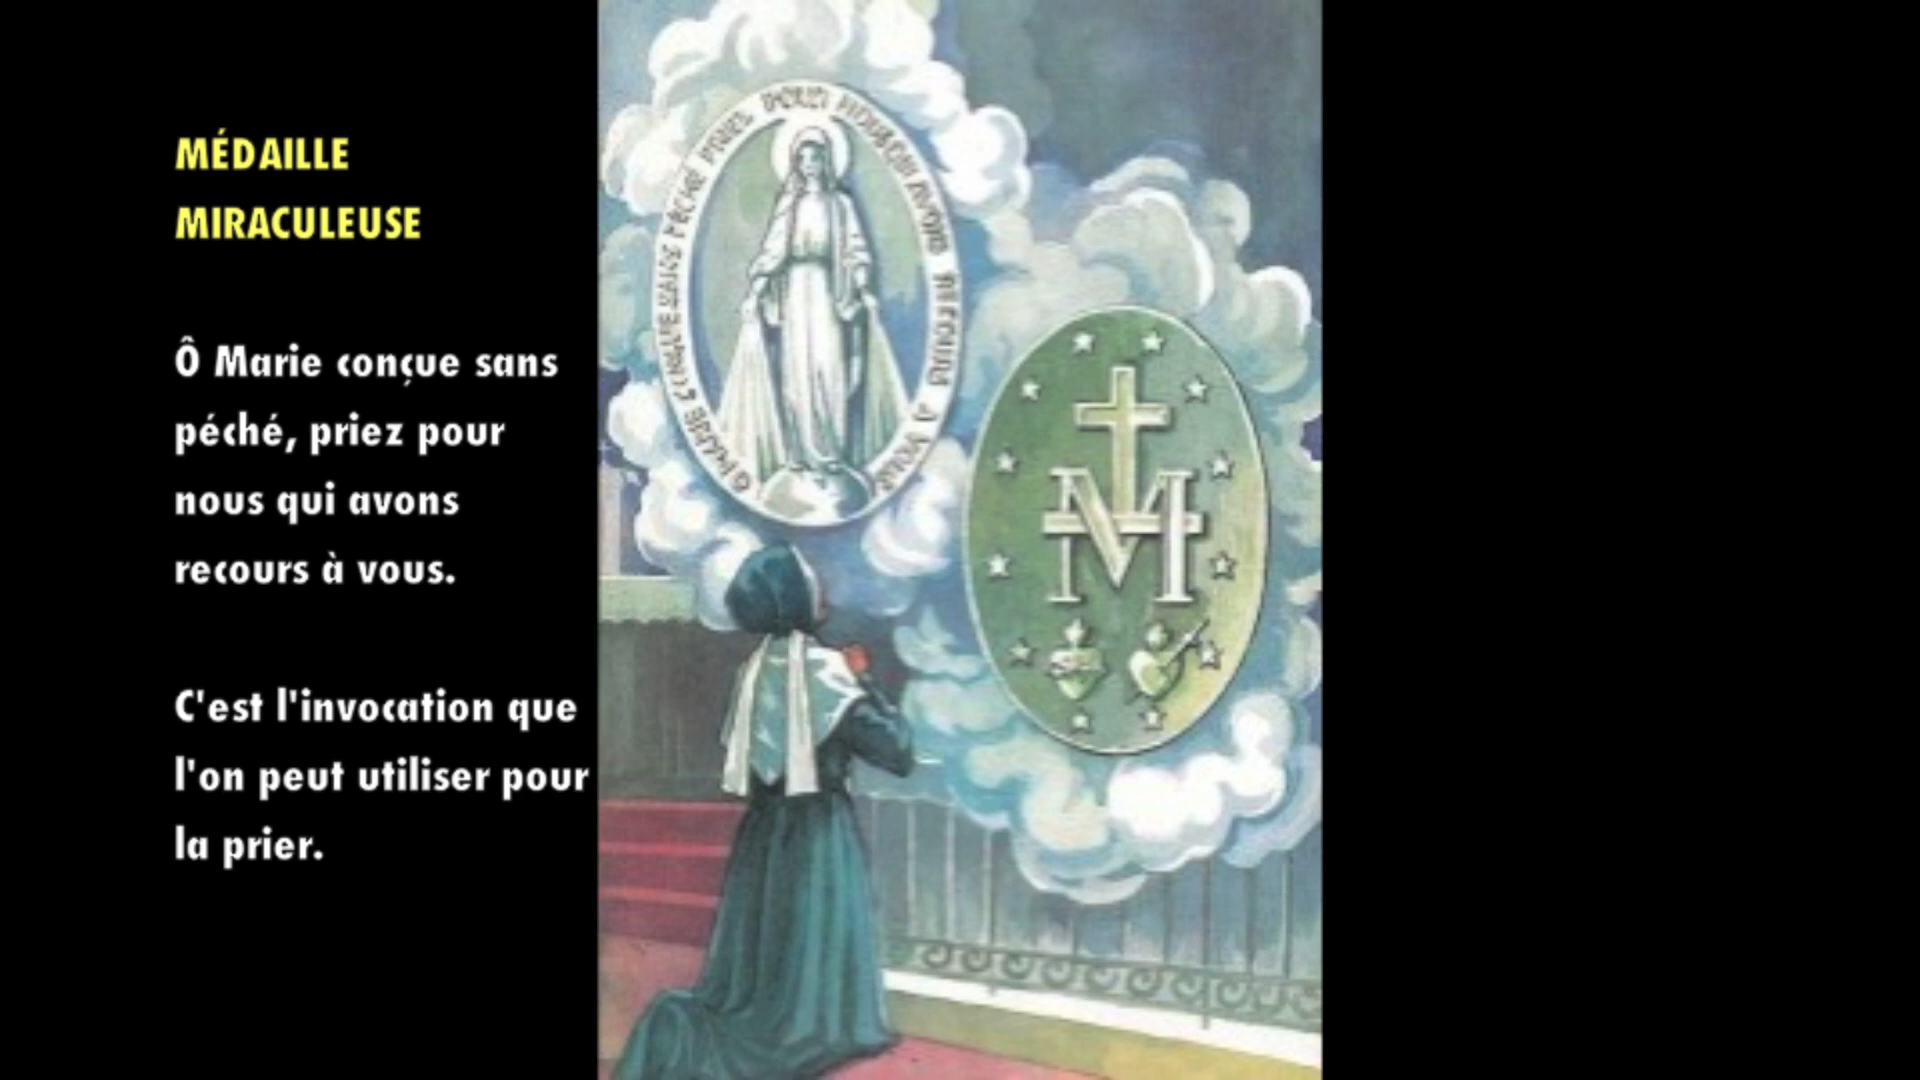 MÉDAILLE
MIRACULEUSE
Ô Marie conçue sans
péché, priez pour
nous qui avons
recours à vous.
C'est l'invocation que
l'on peut utiliser pour
la prier.